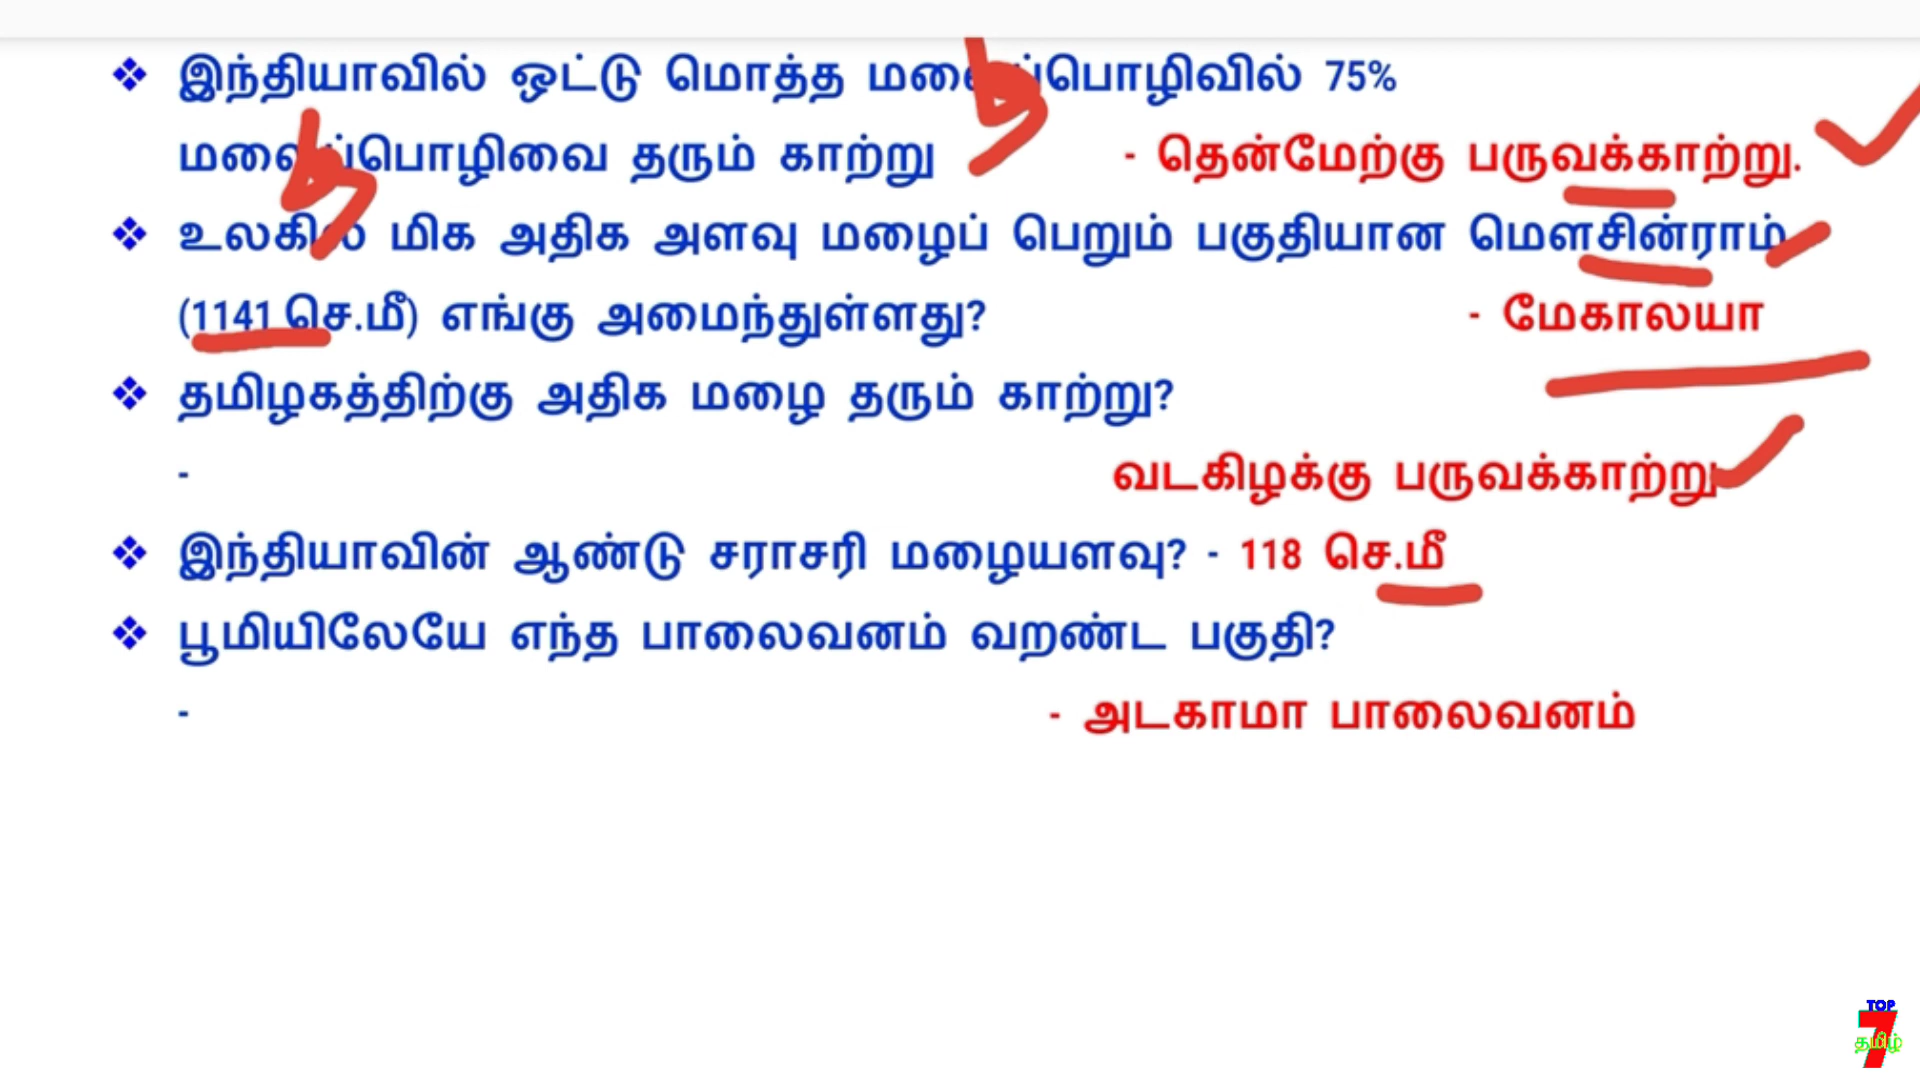 ❖ இந்தியாவில் ஒட்டு மொத்த மழைப்பொழிவில் 75%
மழைப்பொழிவை தரும் காற்று - தென்மேற்கு பருவக்காற்று.
❖ உலகில் மிக அதிக அளவு மழைப் பெறும் பகுதியான மௌசின்ராம்
(1141 செ.மீ) எங்கு அமைந்துள்ளது? - மேகாலயா
❖ தமிழகத்திற்கு அதிக மழை தரும் காற்று?
- வடகிழக்கு பருவக்காற்று
❖ இந்தியாவின் ஆண்டு சராசரி மழையளவு? - 118 செ.மீ
❖ பூமியிலேயே எந்த பாலைவனம் வறண்ட பகுதி?
- - அடகாமா பாலைவனம்
TOP
7
தமிழ்